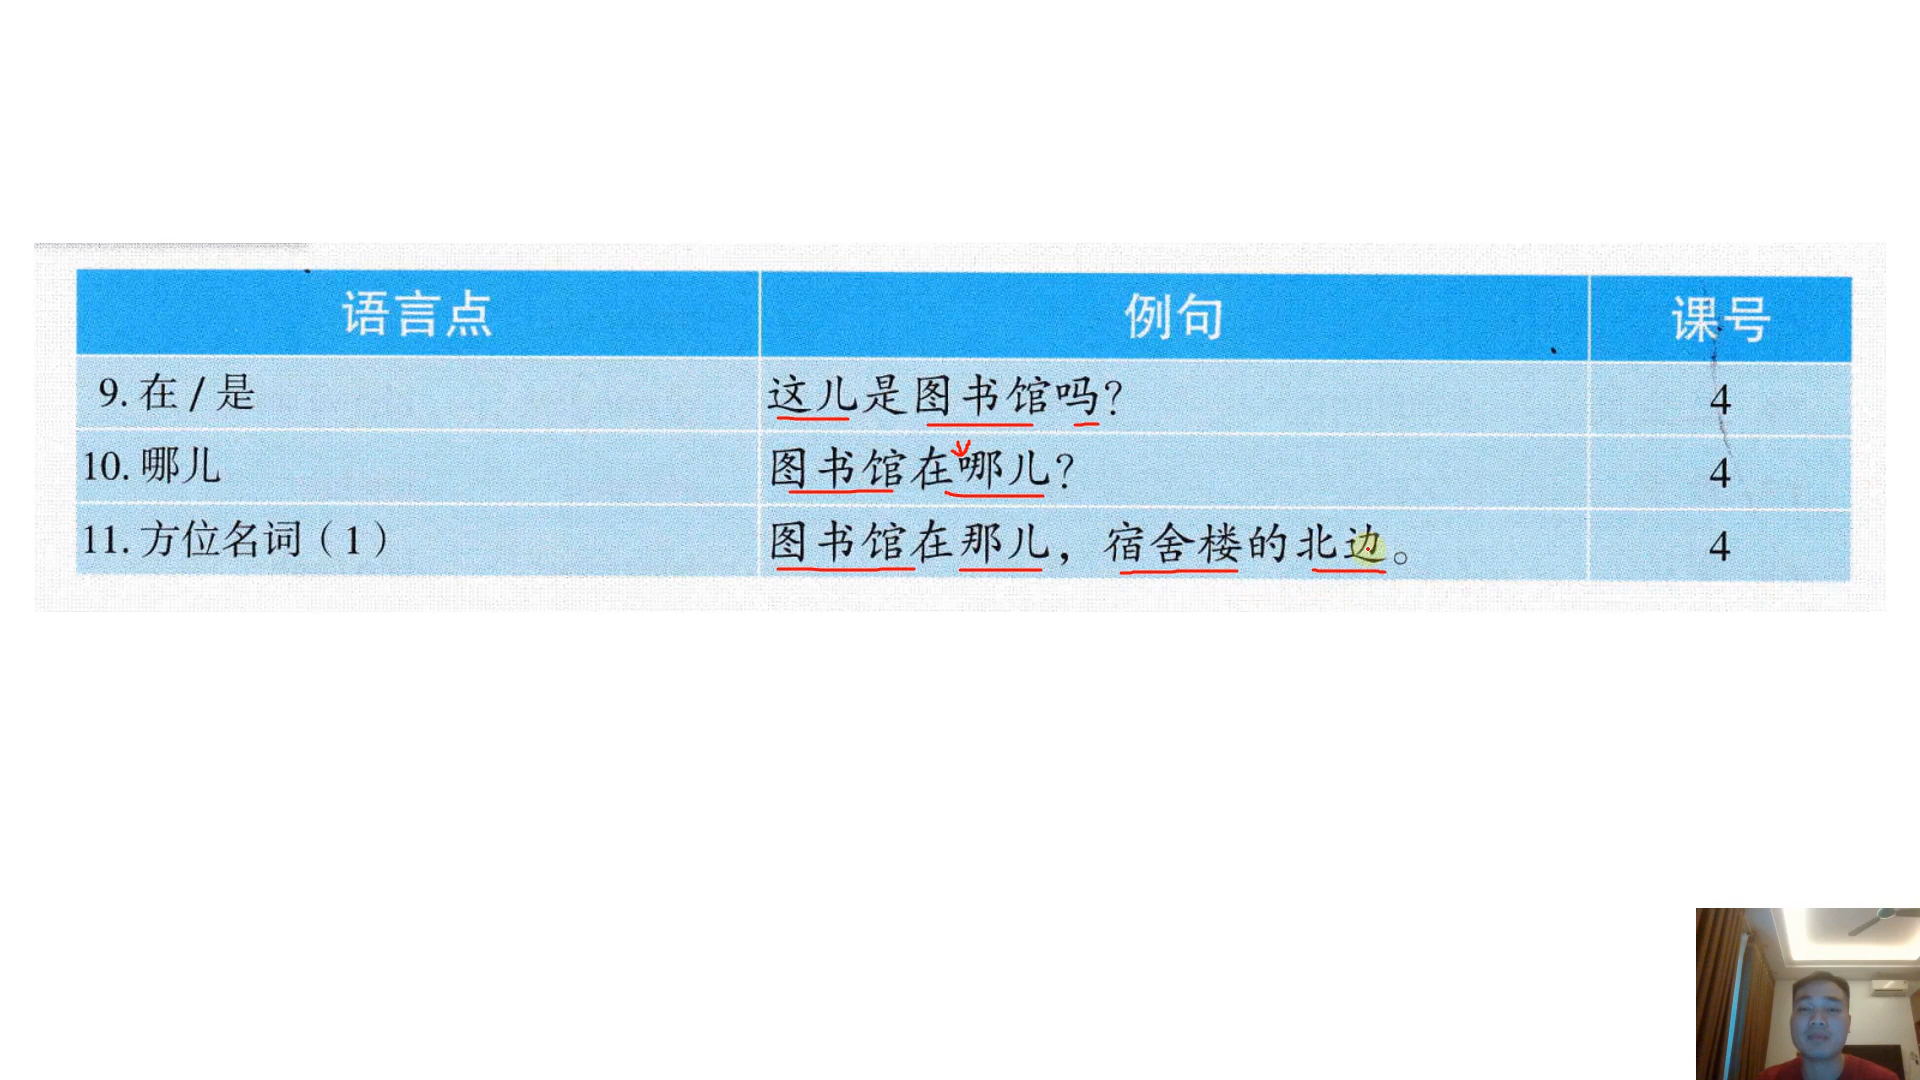 语言点 例句 课号
9. 在 / 是 这儿是图书馆吗? 4
10. 哪儿 图书馆在哪儿? 4
11. 方位名词（1） 图书馆在那儿，宿舍楼的北边。 4